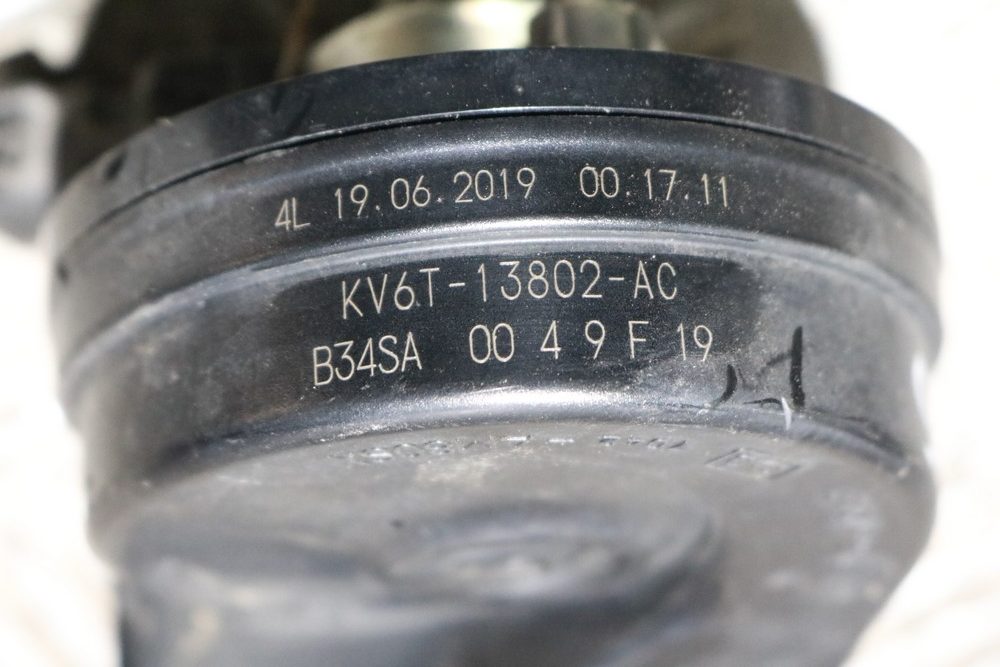 4L 19.06.2019 00.17.11
KV6T-13802-AC
B34SA 00 4 9 F 19